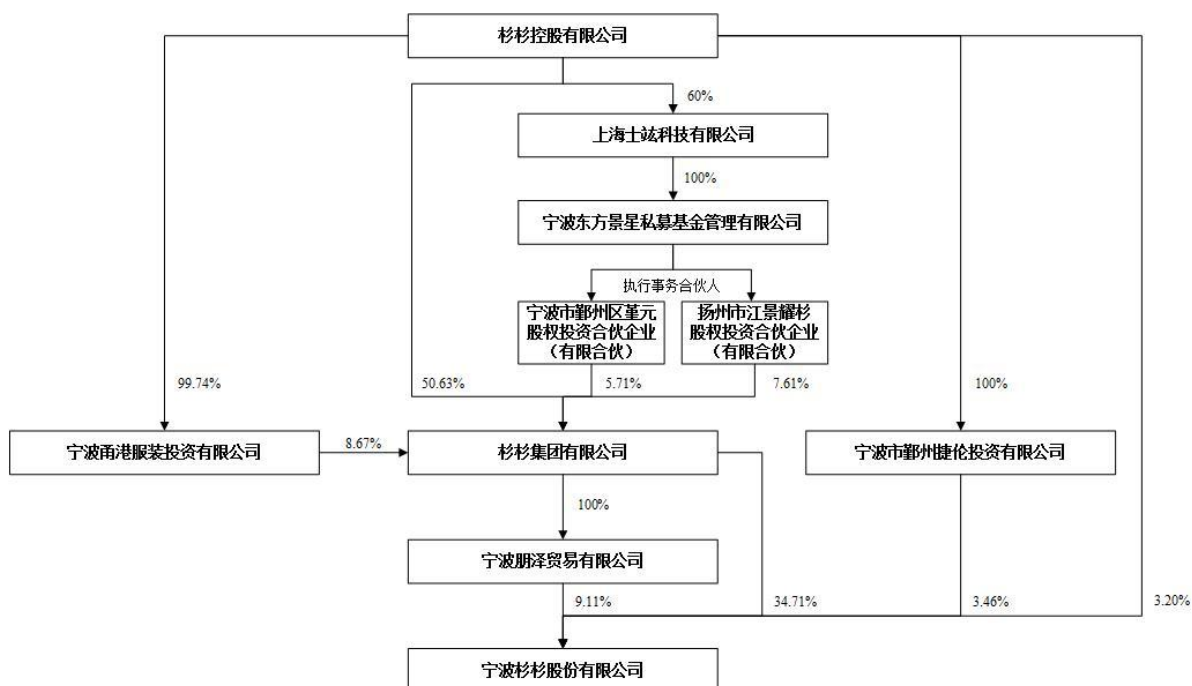 杉杉控股有限公司
60%
上海士竑科技有限公司
100%
宁波东方景星私募基金管理有限公司
执行事务合伙人
宁波市鄞州区堇元
股权投资合伙企业
（有限合伙）
扬州市江景耀杉
股权投资合伙企业
（有限合伙）
99.74%
50.63%
5.71%
7.61%
100%
宁波甬港服装投资有限公司
8.67%
杉杉集团有限公司
宁波市鄞州捷伦投资有限公司
100%
宁波朋泽贸易有限公司
9.11%
34.71%
3.46%
3.20%
宁波杉杉股份有限公司